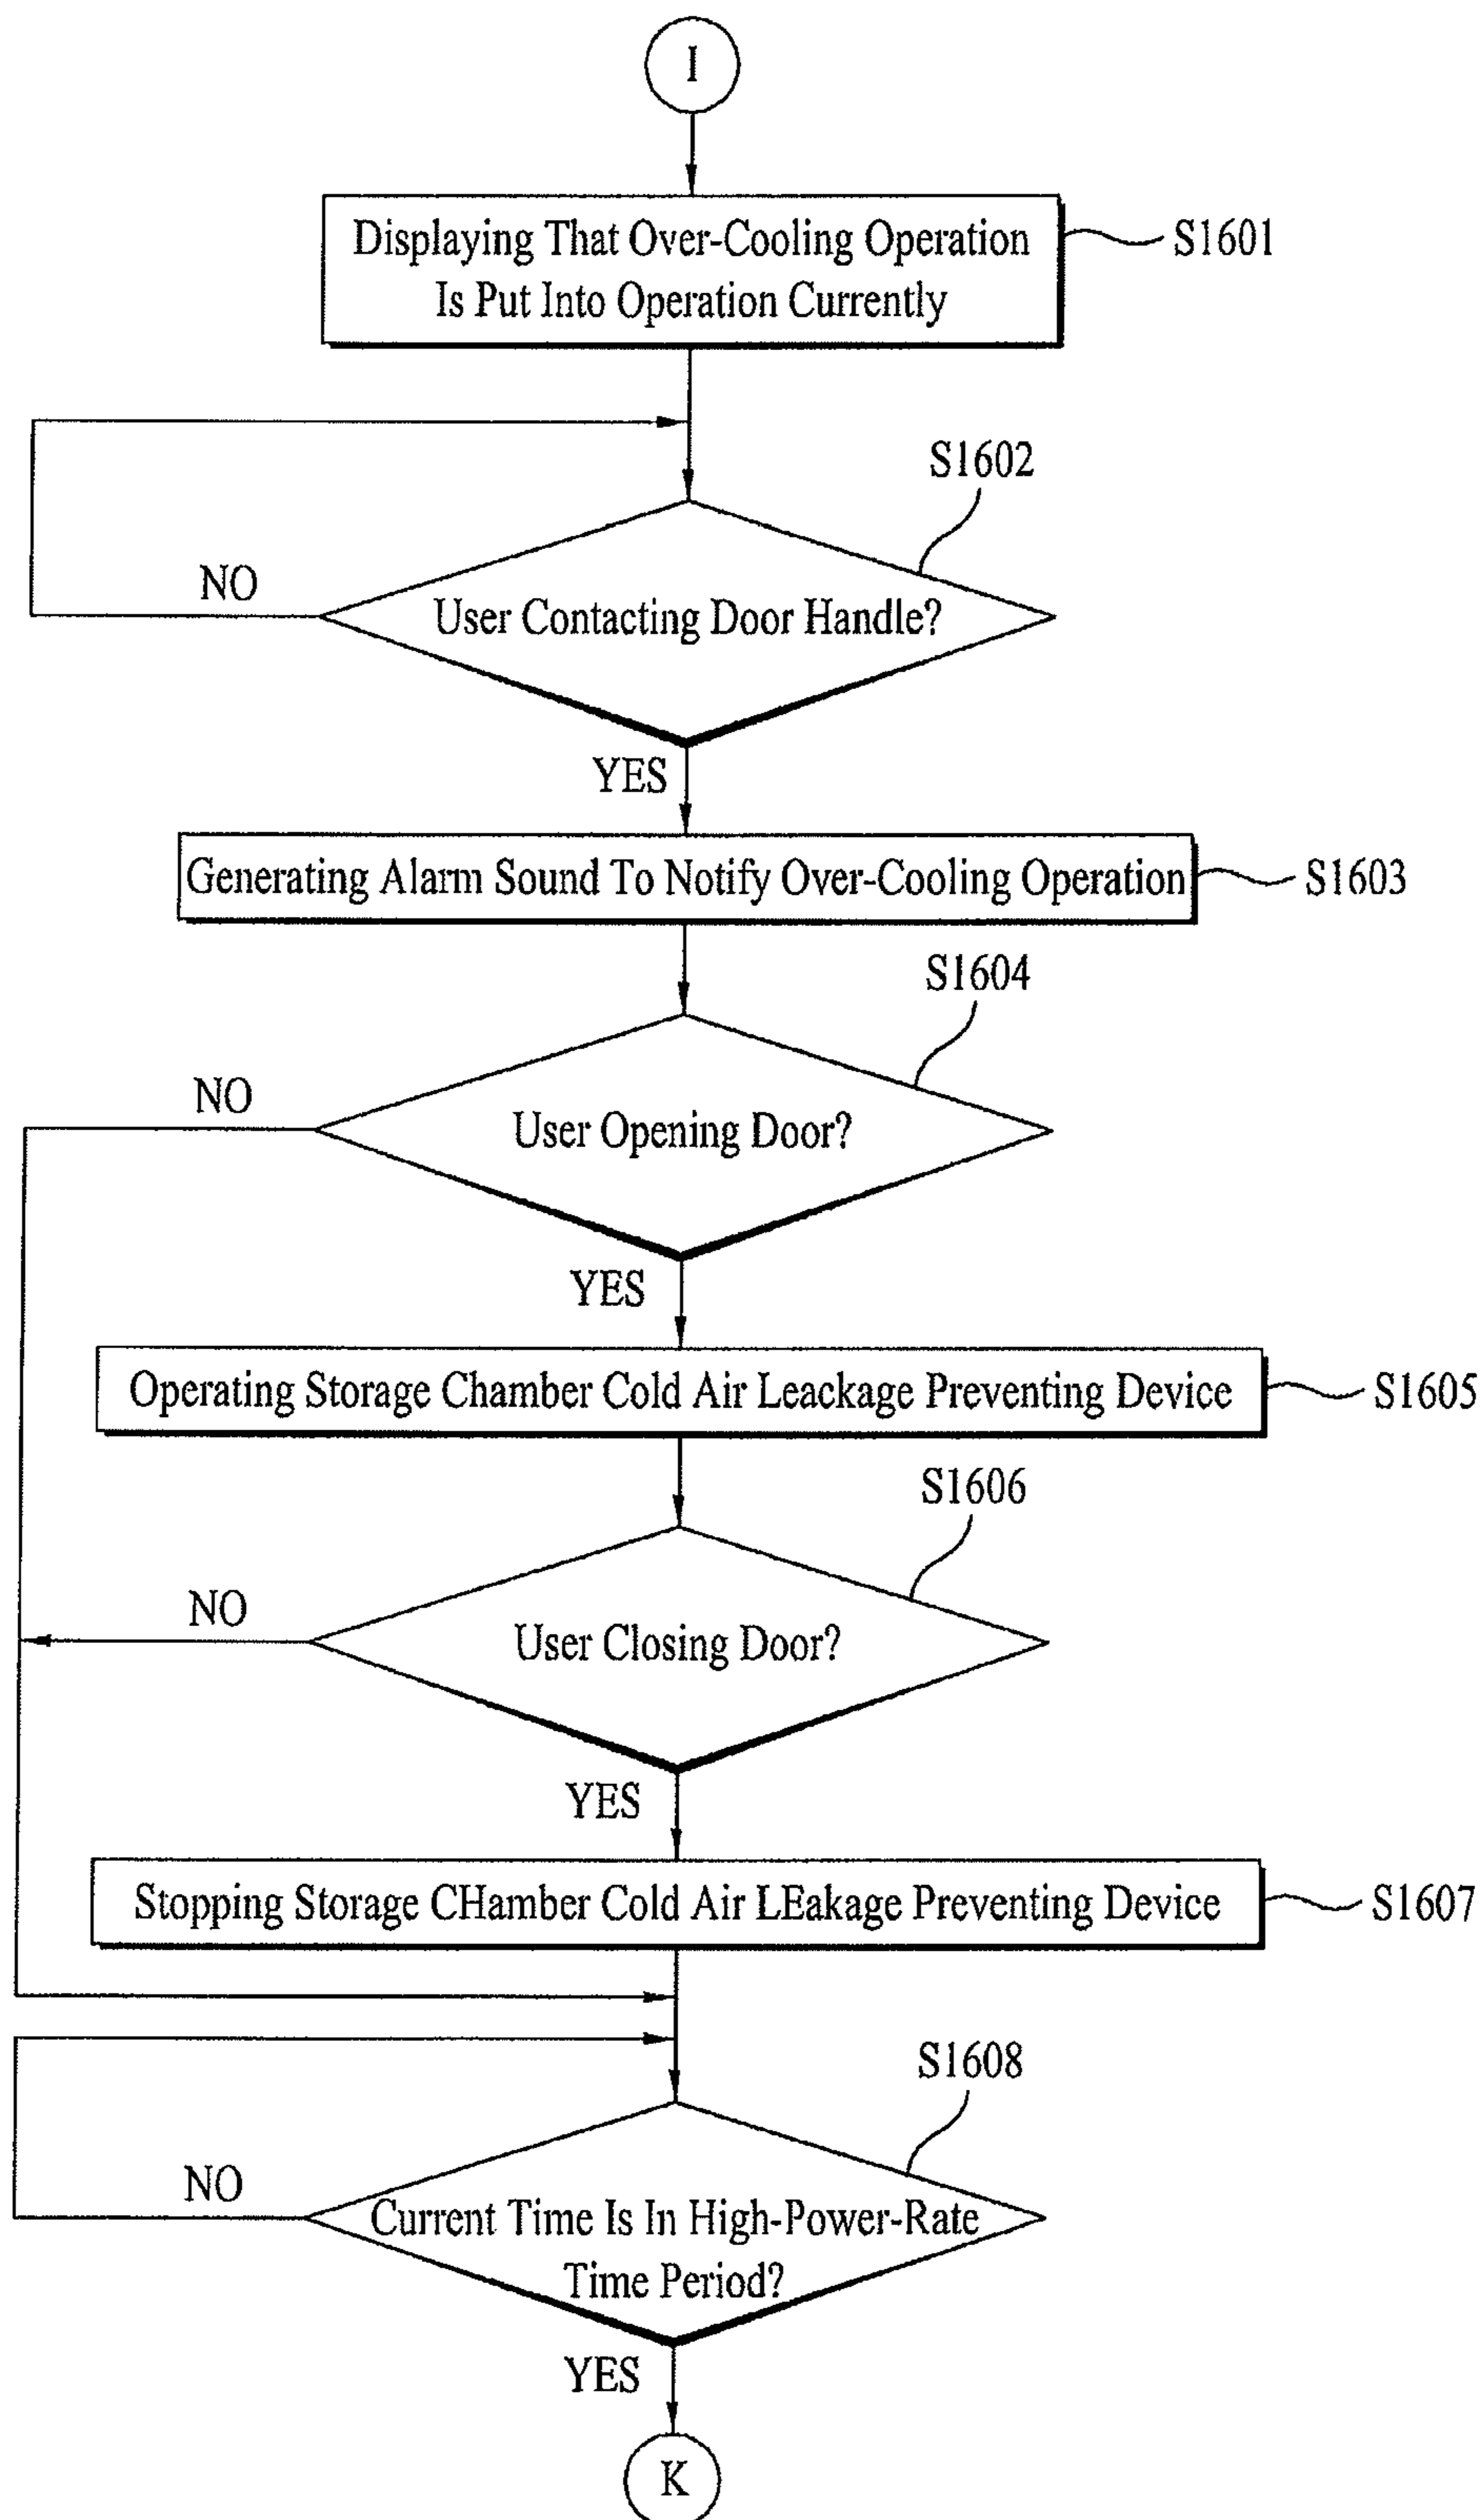 I
Displaying That Over-Cooling Operation
Is Put Into Operation Currently
S1601
S1602
NO
User Contacting Door Handle?
YES
Generating Alarm Sound To Notify Over-Cooling Operation
S1603
S1604
NO
User Opening Door?
YES
Operating Storage Chamber Cold Air Leackage Preventing Device
S1605
S1606
NO
User Closing Door?
YES
Stopping Storage CHamber Cold Air LEakage Preventing Device
S1607
S1608
NO
Current Time Is In High-Power-Rate
Time Period?
YES
K